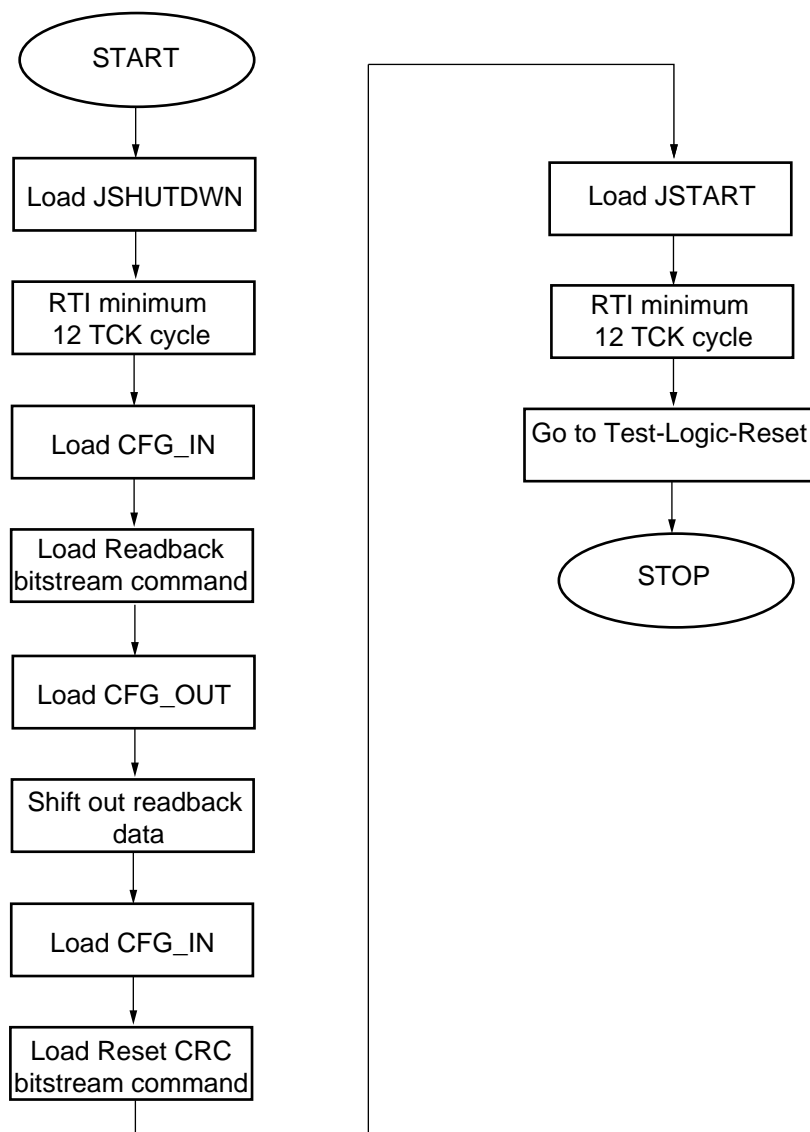 START
Load JSHUTDWN
RTI minimum
12 TCK cycle
Load CFG_IN
Load Readback
bitstream command
Load CFG_OUT
Shift out readback
data
Load CFG_IN
Load Reset CRC
bitstream command
Load JSTART
RTI minimum
12 TCK cycle
Go to Test-Logic-Reset
STOP